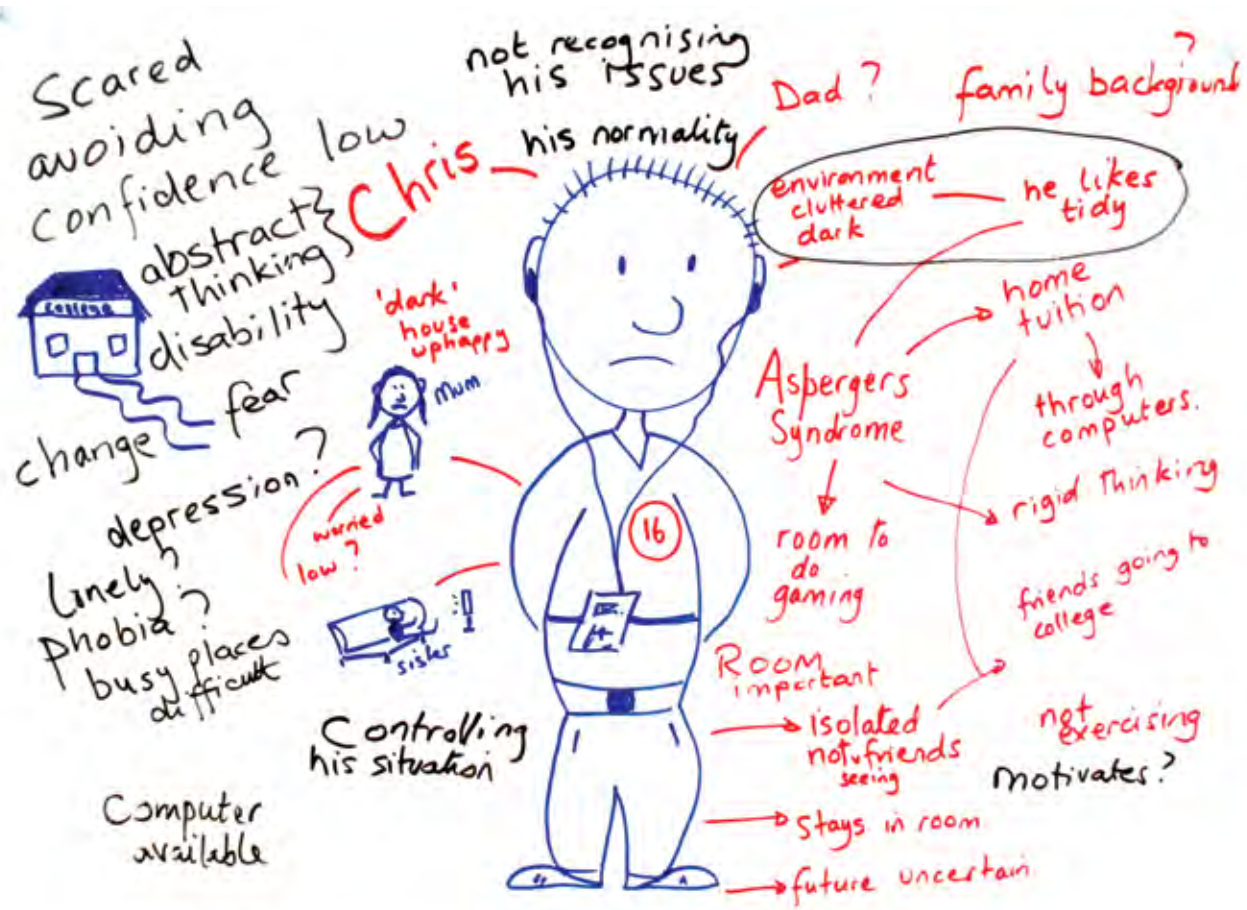 not recognising
his issues
his normality
Scared
avoiding
confidence low
abstract
thinking
disability
Chris
college
fear
change
'dark'
house
uphappy
mum
worried
low?
depression?
lonely?
phobia?
busy places
difficult
sister
Controlling
his situation
Computer
available
16
Dad?
family background?
environment
cluttered
dark
he likes
tidy
home
tuition
through
computers.
Aspergers
Syndrome
rigid thinking
room to
do
gaming
friends going to
college
Room
important
isolated
not friends
seeing
not
exercising
motivates?
stays in room
future uncertain